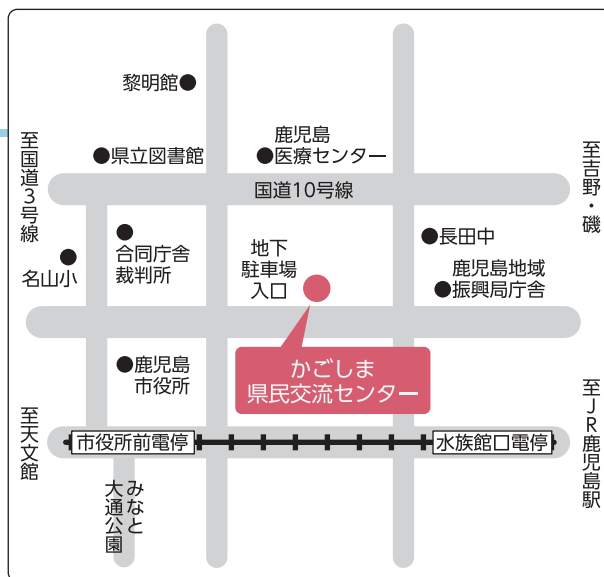 黎明館
県立図書館
鹿児島
医療センター
至国道3号線
国道10号線
至吉野・磯
合同庁舎
裁判所
名山小
地下
駐車場
入口
長田中
鹿児島地域
振興局庁舎
かごしま
県民交流センター
鹿児島
市役所
至天文館
市役所前電停
水族館口電停
至JR鹿児島駅
みなと
大通公園